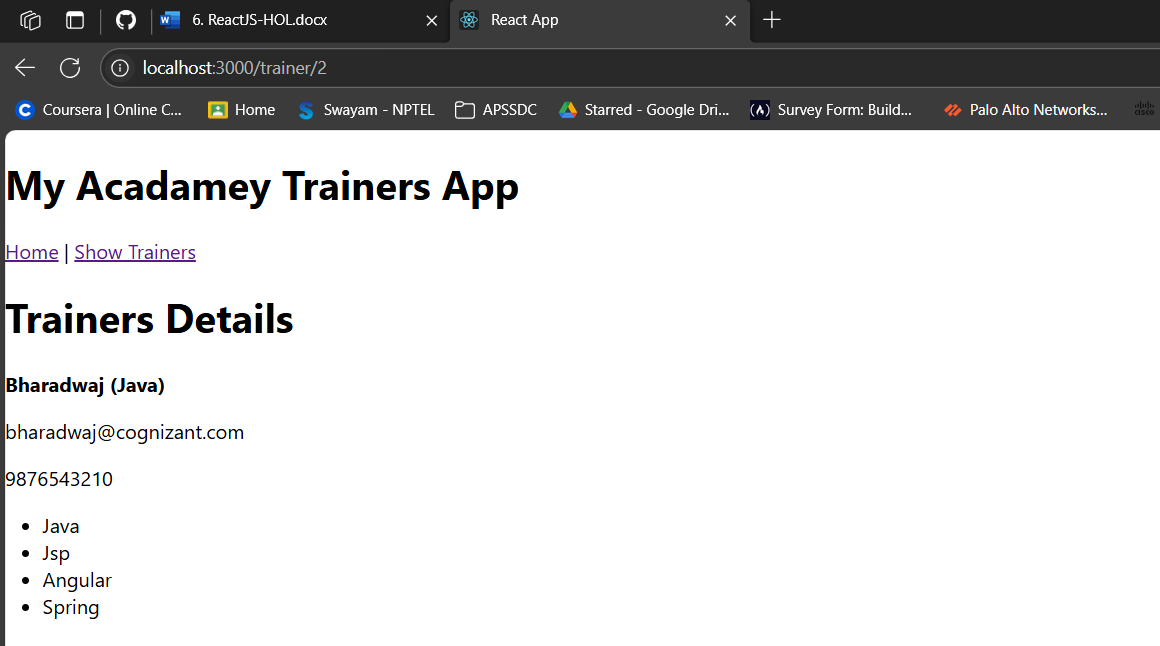 6. ReactJS-HOL.docx
React App
localhost:3000/trainer/2
Coursera | Online C...
Home
Swayam - NPTEL
APSSDC
Starred - Google Dri...
Survey Form: Build...
Palo Alto Networks...
My Acadamey Trainers App
Home | Show Trainers
Trainers Details
Bharadwaj (Java)
bharadwaj@cognizant.com
9876543210
Java
Jsp
Angular
Spring